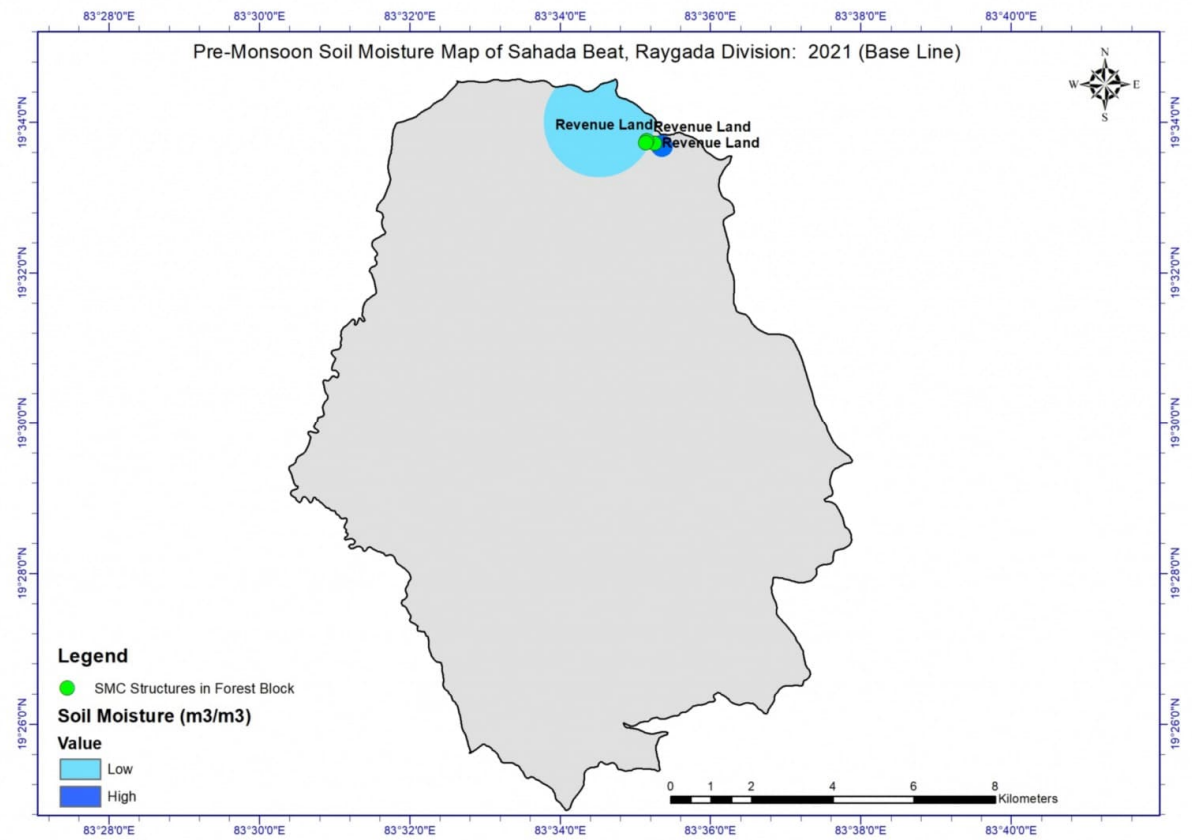 83°28'0"E 83°30'0"E 83°32'0"E 83°34'0"E 83°36'0"E 83°38'0"E 83°40'0"E
Pre-Monsoon Soil Moisture Map of Sahada Beat, Raygada Division: 2021 (Base Line)
N
W E
S
19°34'0"N
19°32'0"N
19°30'0"N
19°28'0"N
19°26'0"N
Revenue Land
Revenue Land
Revenue Land
19°34'0"N
19°32'0"N
19°30'0"N
19°28'0"N
19°26'0"N
Legend
SMC Structures in Forest Block
Soil Moisture (m3/m3)
Value
Low
High
0 1 2 4 6 8
Kilometers
83°28'0"E 83°30'0"E 83°32'0"E 83°34'0"E 83°36'0"E 83°38'0"E 83°40'0"E